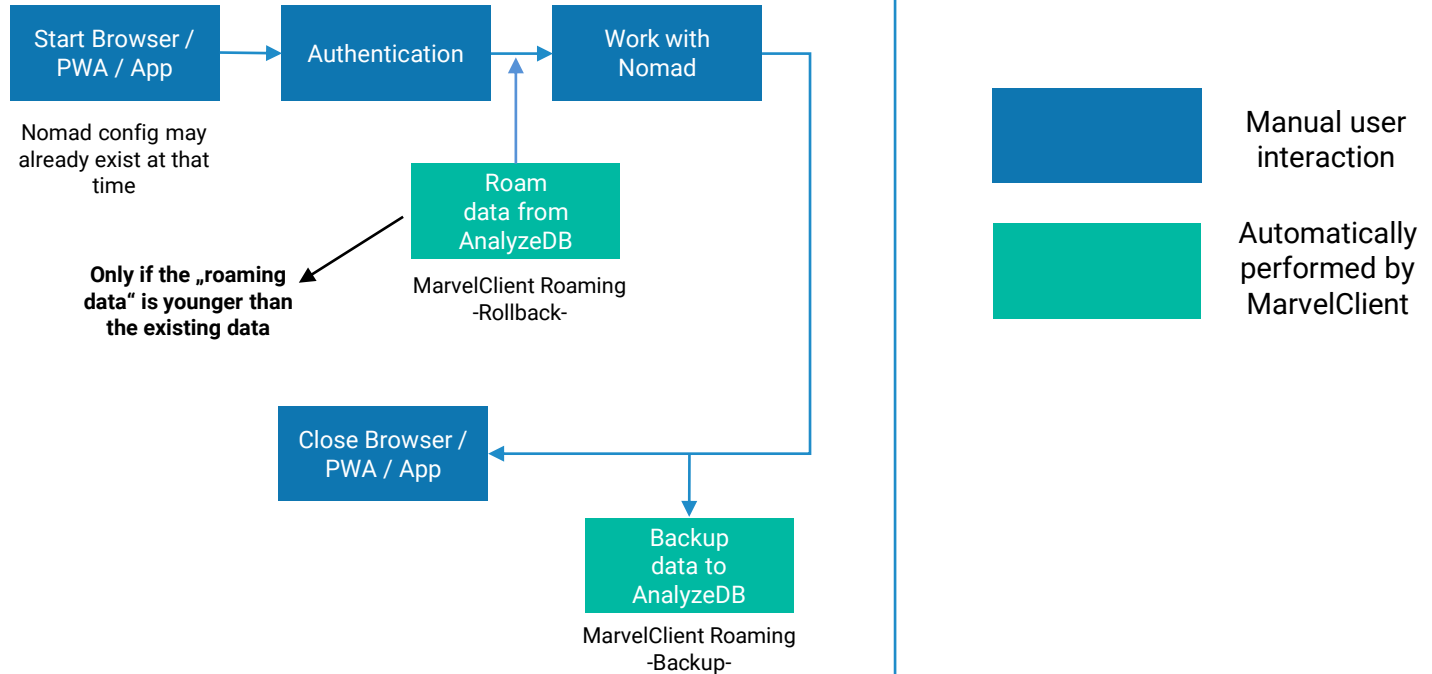 Start Browser /
PWA / App
Authentication
Work with
Nomad
Nomad config may
already exist at that
time
Roam
data from
AnalyzeDB
MarvelClient Roaming
-Rollback-
Only if the „roaming
data“ is younger than
the existing data
Close Browser /
PWA / App
Backup
data to
AnalyzeDB
MarvelClient Roaming
-Backup-
Manual user
interaction
Automatically
performed by
MarvelClient